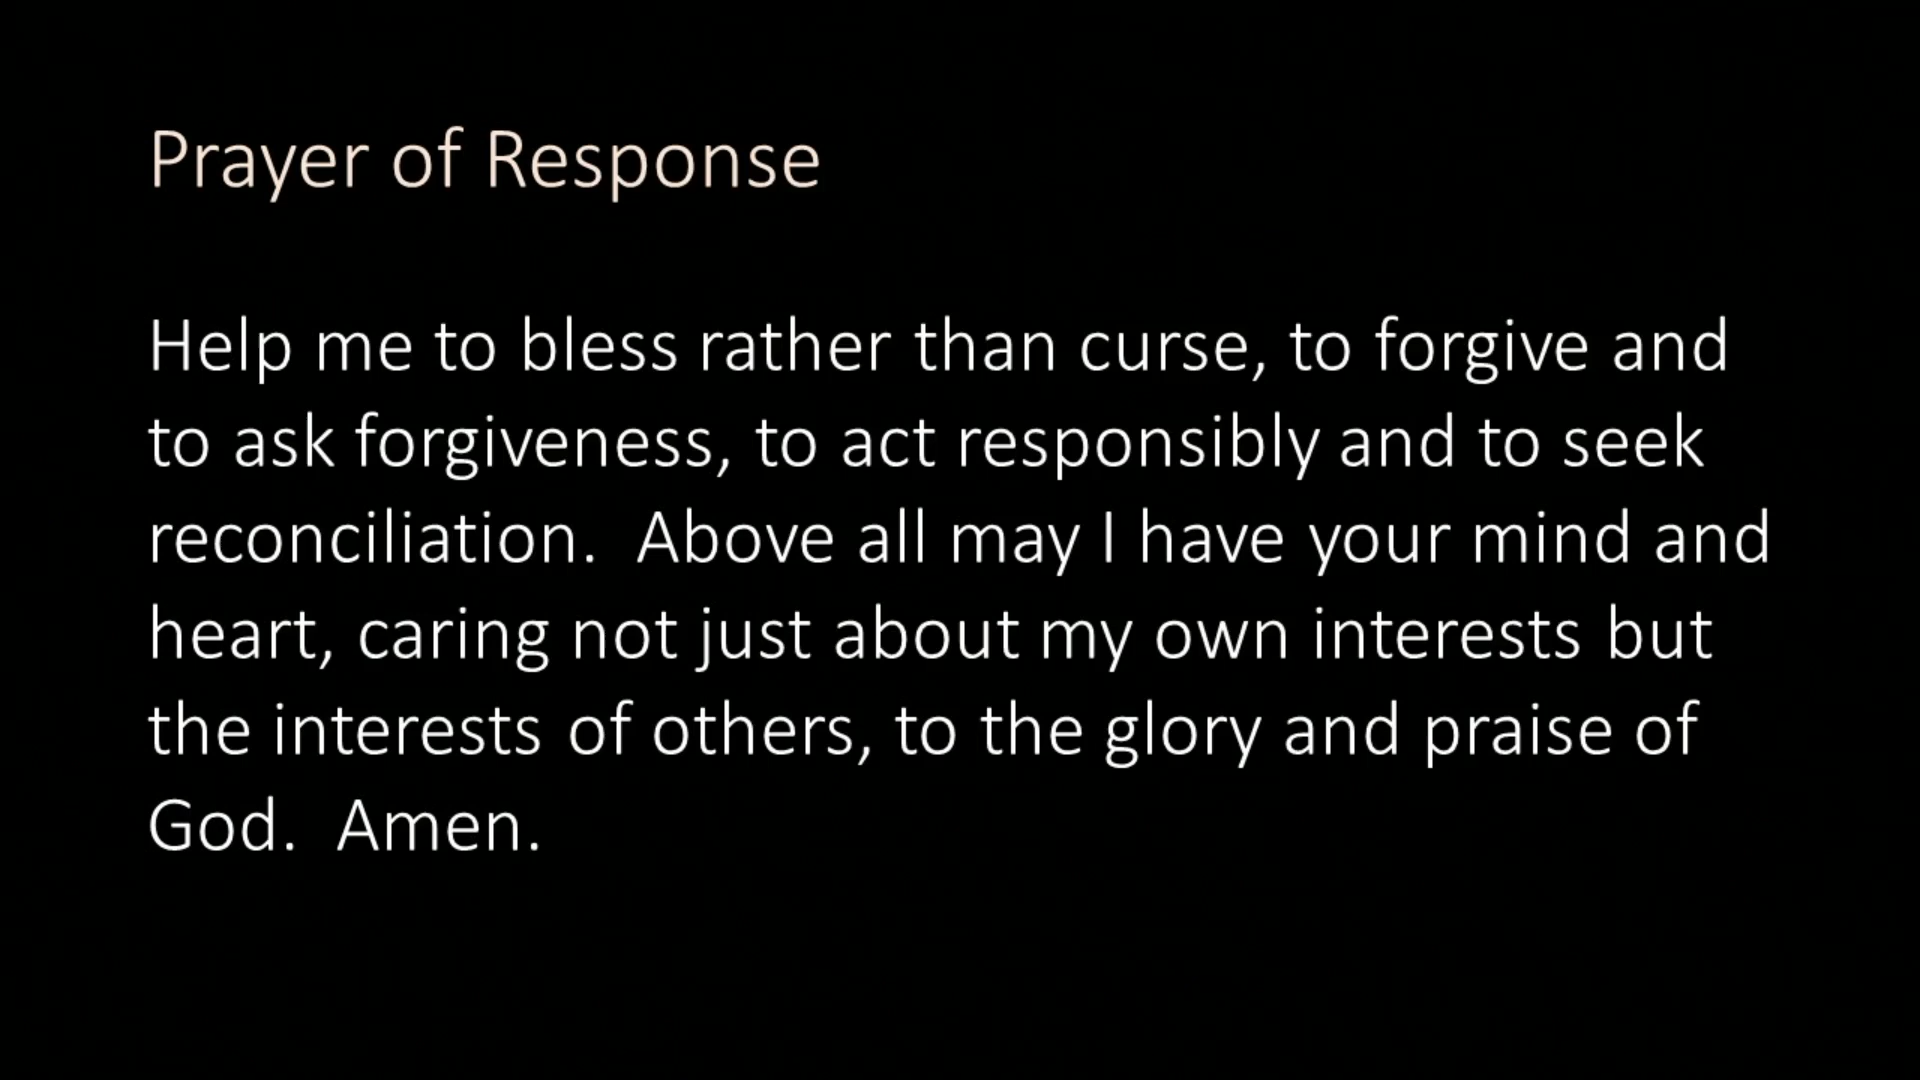 Prayer of Response
Help me to bless rather than curse, to forgive and
to ask forgiveness, to act responsibly and to seek
reconciliation.  Above all may I have your mind and
heart, caring not just about my own interests but
the interests of others, to the glory and praise of
God.  Amen.